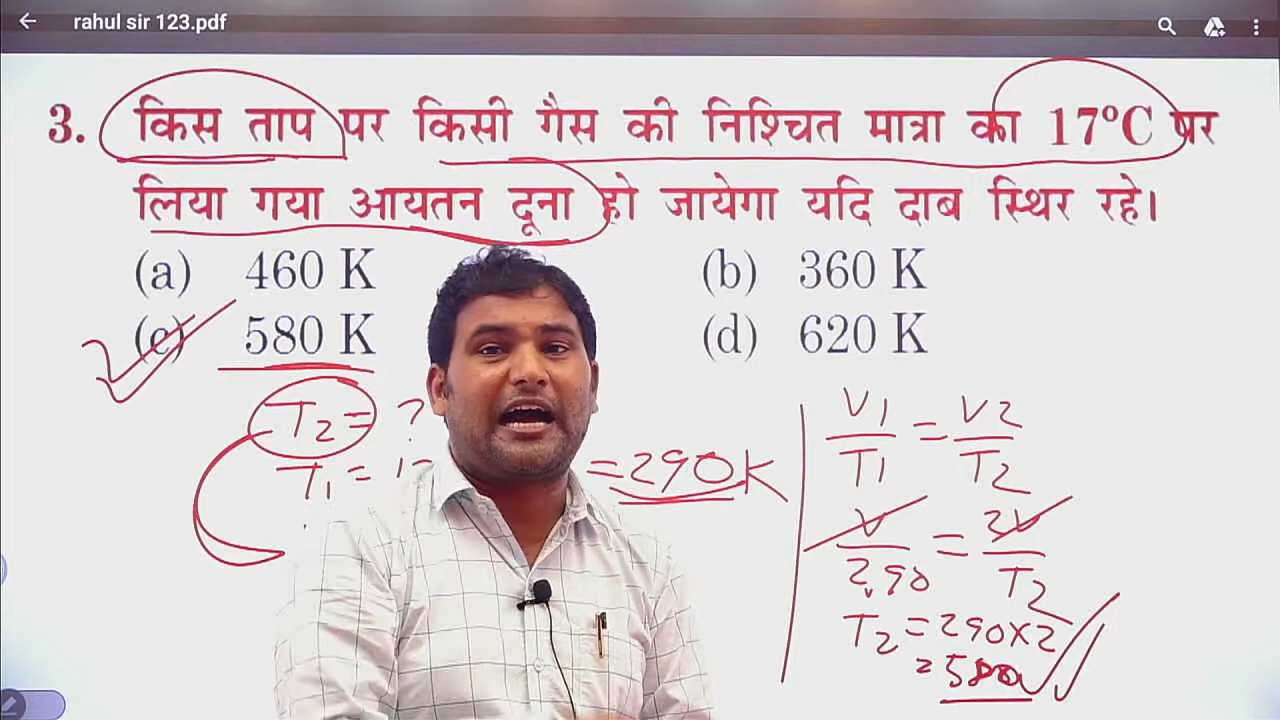 rahul sir 123.pdf
3. किस ताप पर किसी गैस की निश्चित मात्रा का 17°C पर
लिया गया आयतन दूना हो जायेगा यदि दाब स्थिर रहे।
(a) 460 K (b) 360 K
(c) 580 K (d) 620 K
T2 = ?
T1 = = 290K
V1/T1 = V2/T2
V/290 = 2V/T2
T2 = 290×2
= 580